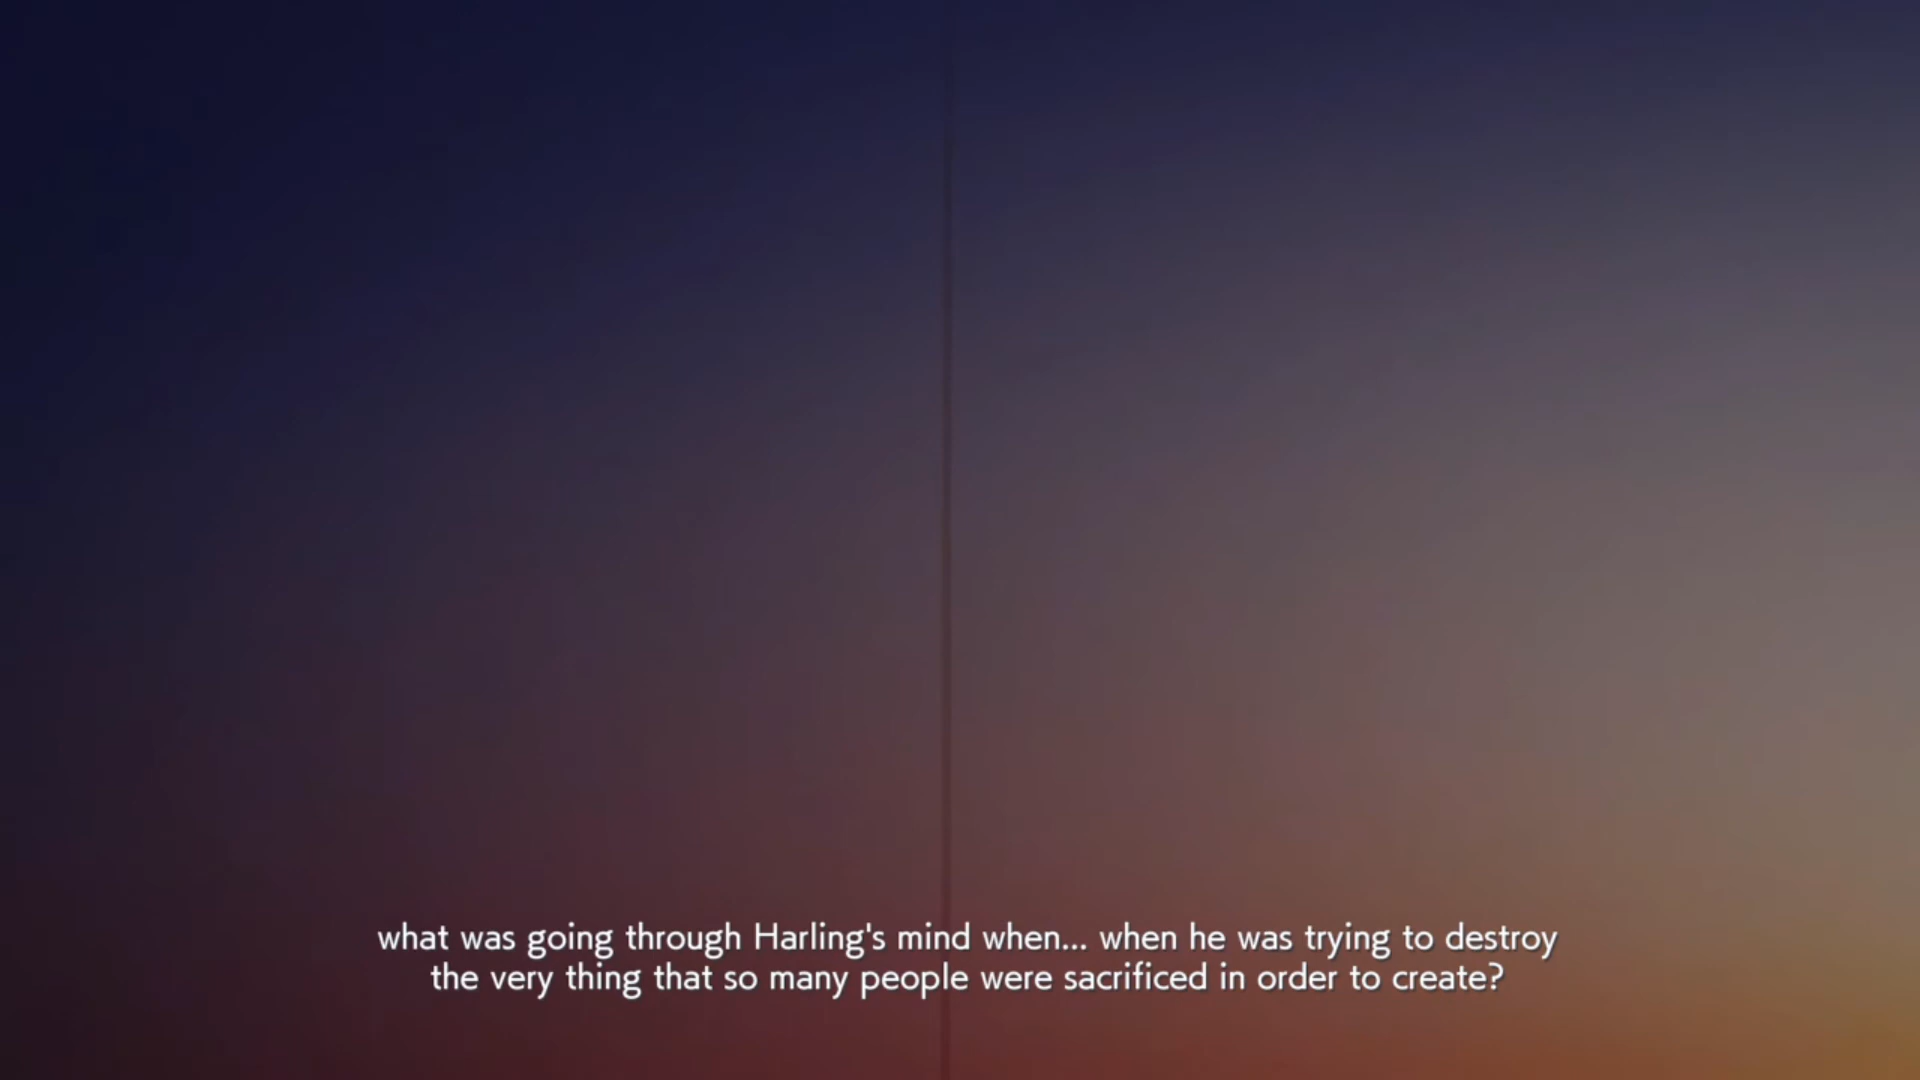 what was going through Harling's mind when... when he was trying to destroy
the very thing that so many people were sacrificed in order to create?